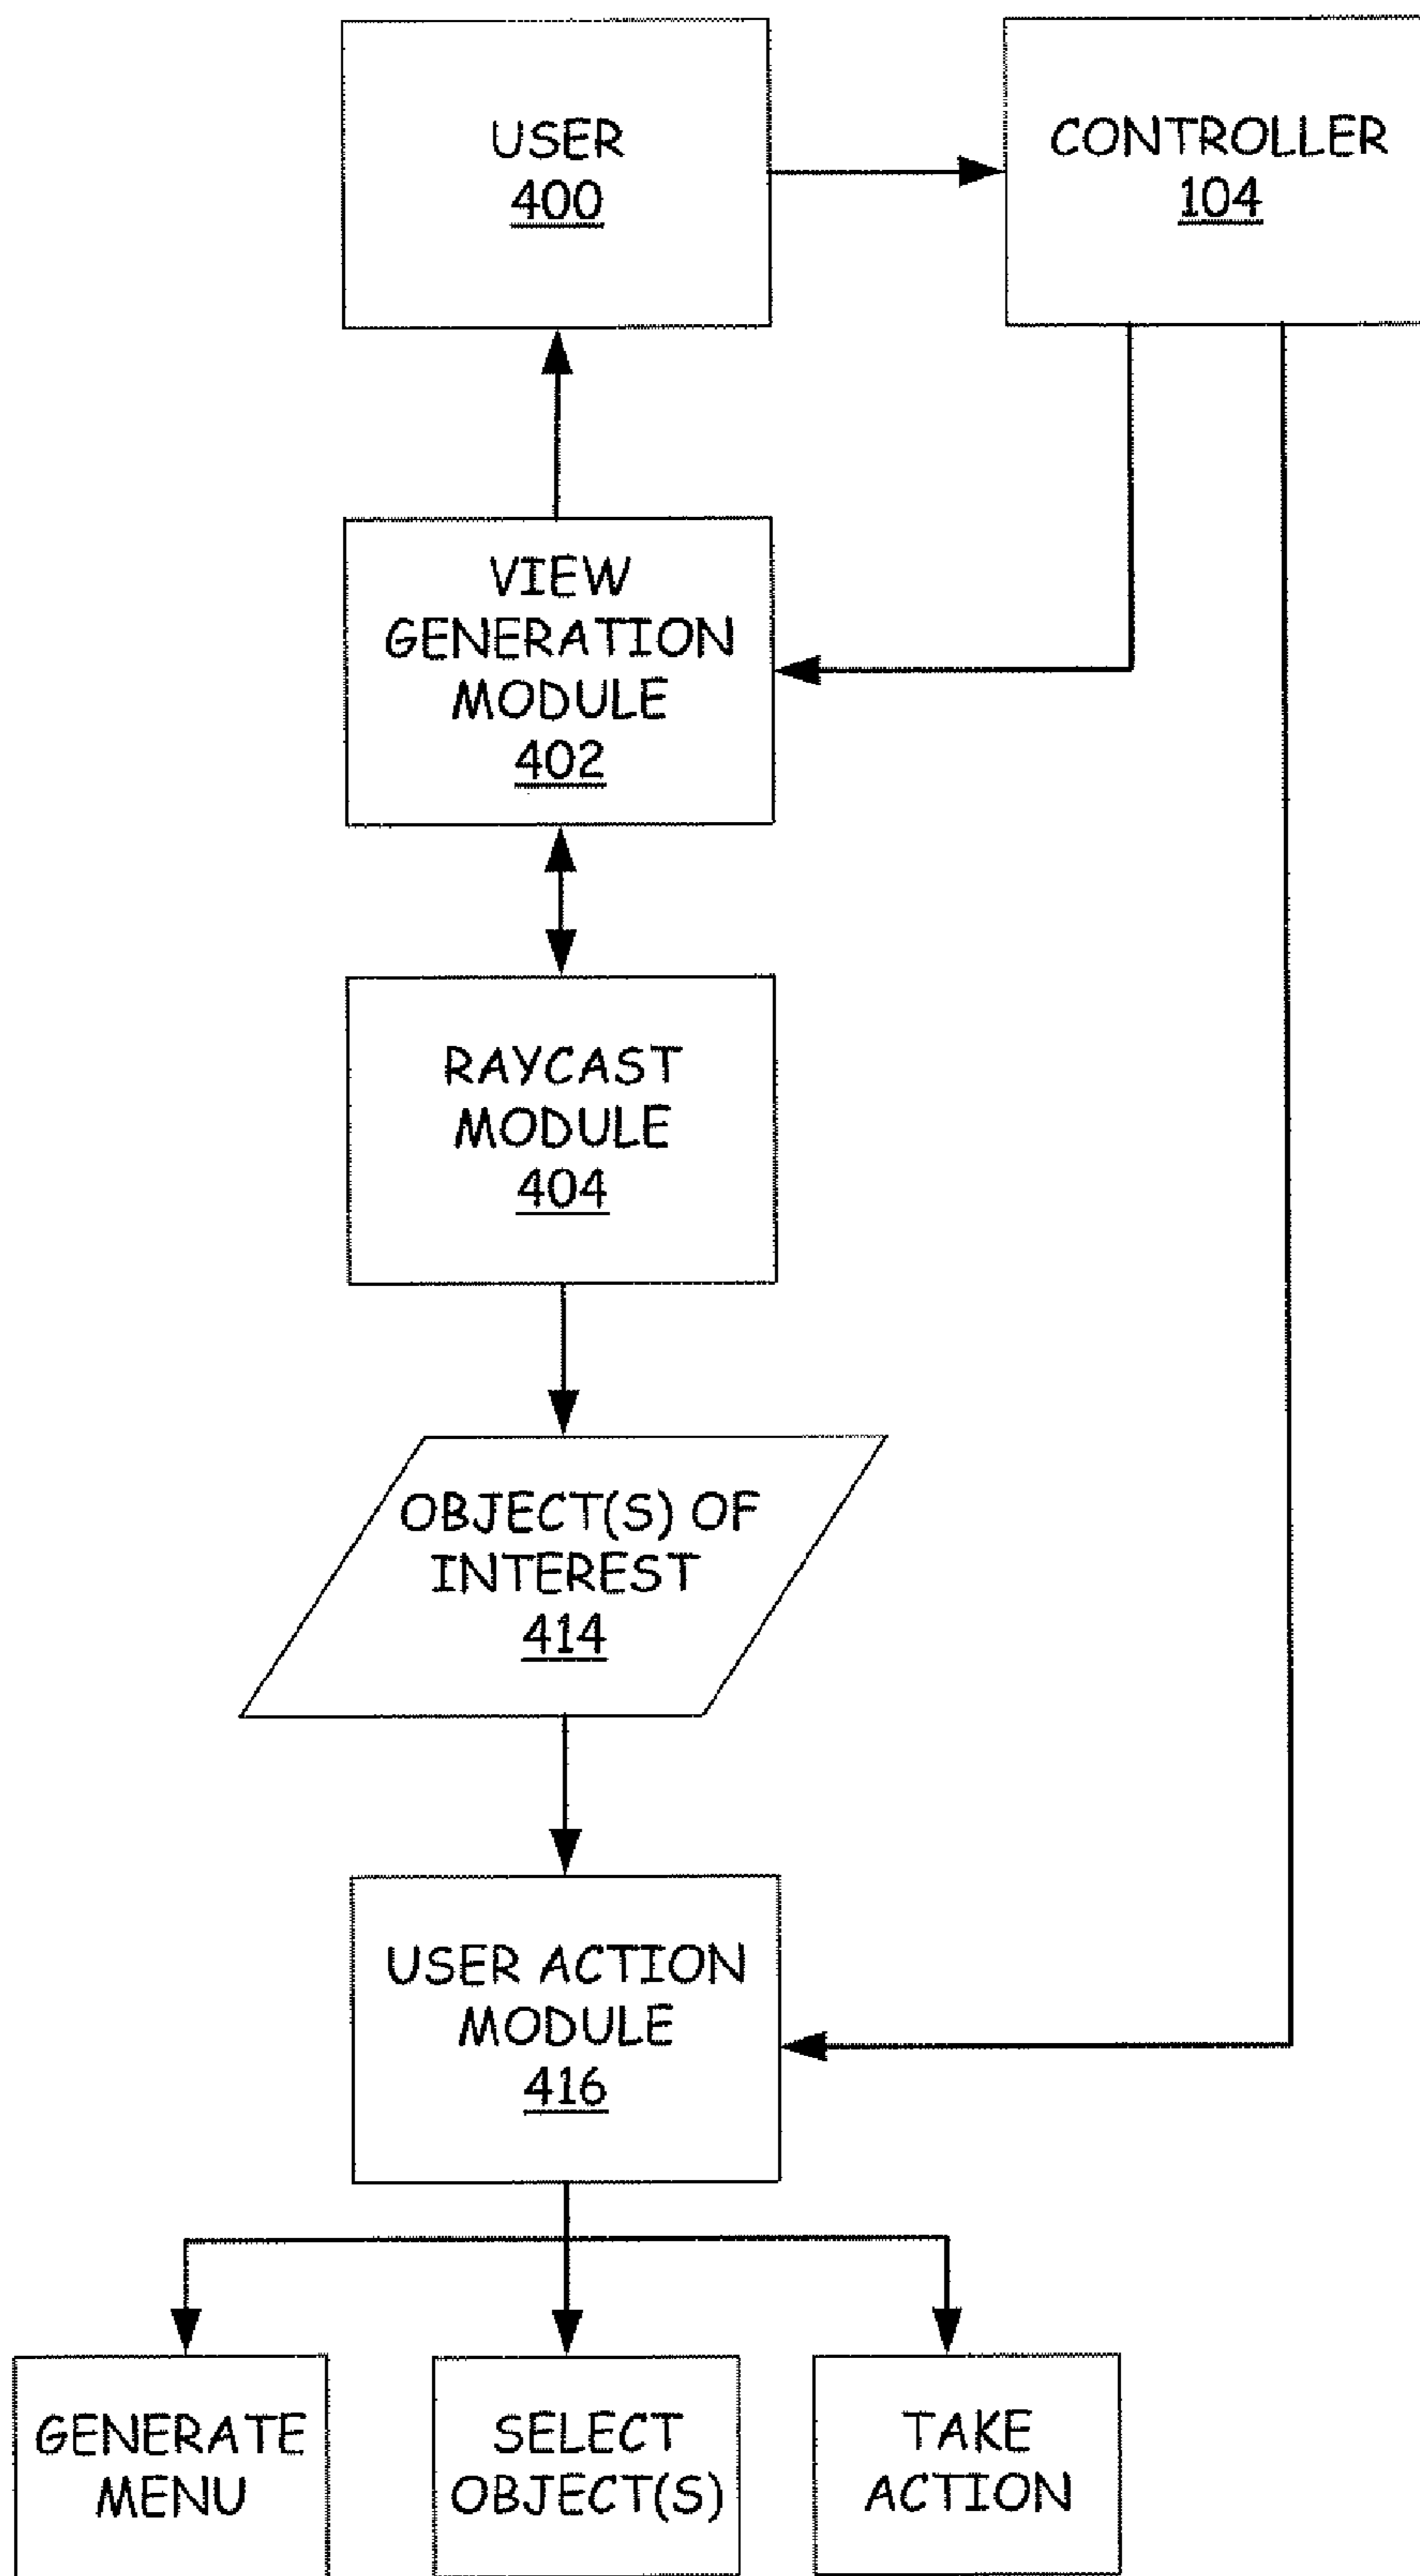 USER
400
CONTROLLER
104
VIEW
GENERATION
MODULE
402
RAYCAST
MODULE
404
OBJECT(S) OF
INTEREST
414
USER ACTION
MODULE
416
GENERATE
MENU
SELECT
OBJECT(S)
TAKE
ACTION